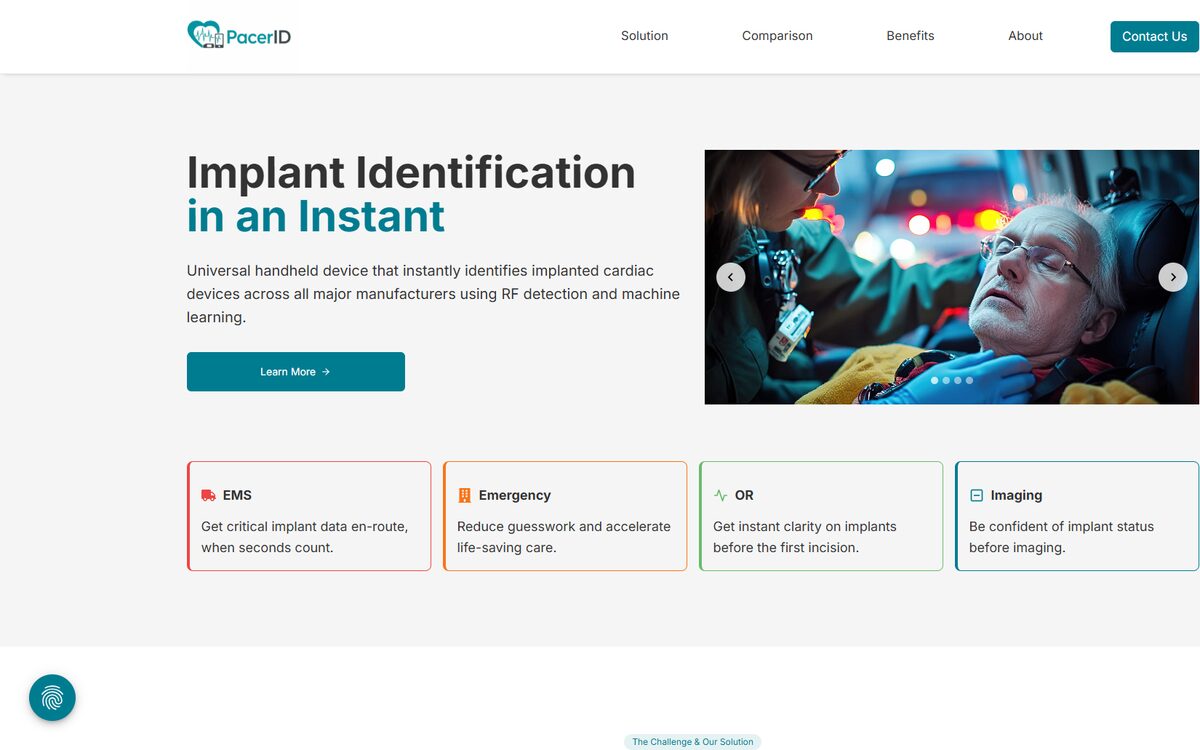 PacerID
Solution
Comparison
Benefits
About
Contact Us
Implant Identification
in an Instant
Universal handheld device that instantly identifies implanted cardiac
devices across all major manufacturers using RF detection and machine
learning.
Learn More →
EMS
Get critical implant data en-route,
when seconds count.
Emergency
Reduce guesswork and accelerate
life-saving care.
OR
Get instant clarity on implants
before the first incision.
Imaging
Be confident of implant status
before imaging.
The Challenge & Our Solution